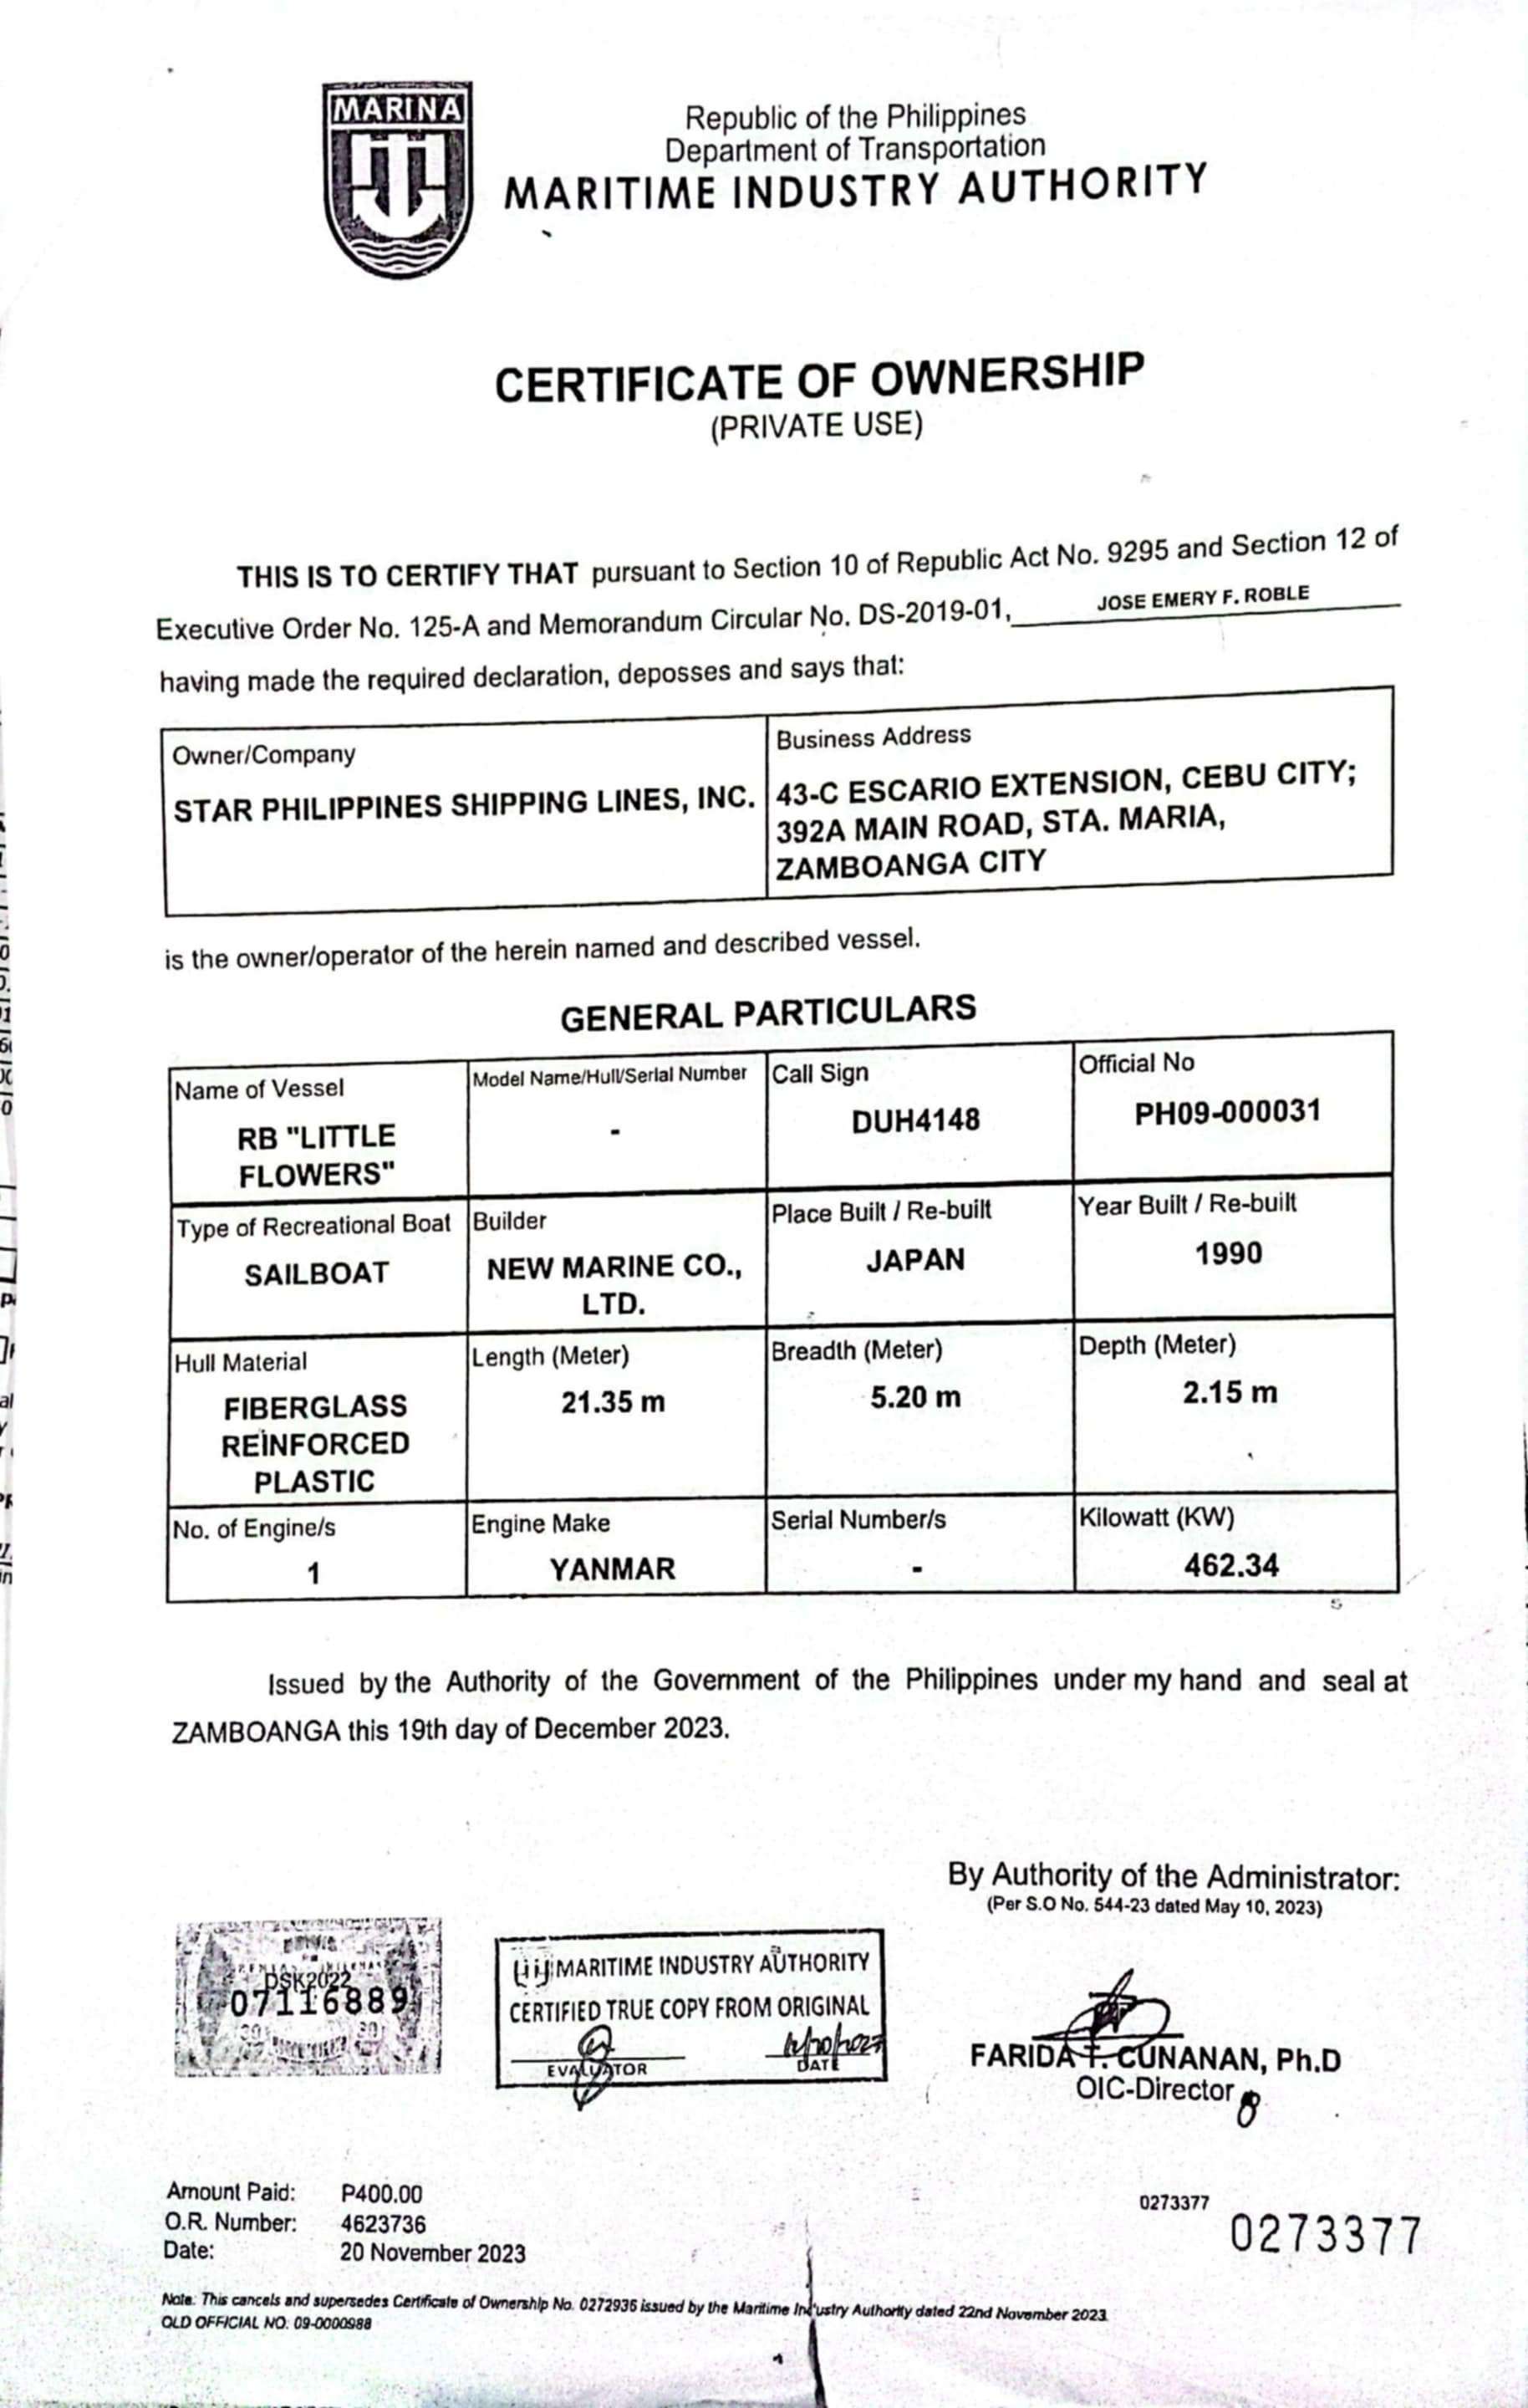 MARINA
Republic of the Philippines
Department of Transportation
MARITIME INDUSTRY AUTHORITY
CERTIFICATE OF OWNERSHIP
(PRIVATE USE)
THIS IS TO CERTIFY THAT pursuant to Section 10 of Republic Act No. 9295 and Section 12 of
Executive Order No. 125-A and Memorandum Circular No. DS-2019-01, JOSE EMERY F. ROBLE
having made the required declaration, deposses and says that:
Owner/Company
STAR PHILIPPINES SHIPPING LINES, INC.
Business Address
43-C ESCARIO EXTENSION, CEBU CITY;
392A MAIN ROAD, STA. MARIA,
ZAMBOANGA CITY
is the owner/operator of the herein named and described vessel.
GENERAL PARTICULARS
Name of Vessel
RB "LITTLE
FLOWERS"
Model Name/Hull/Serial Number
-
Call Sign
DUH4148
Official No
PH09-000031
Type of Recreational Boat
SAILBOAT
Builder
NEW MARINE CO.,
LTD.
Place Built / Re-built
JAPAN
Year Built / Re-built
1990
Hull Material
FIBERGLASS
REINFORCED
PLASTIC
Length (Meter)
21.35 m
Breadth (Meter)
5.20 m
Depth (Meter)
2.15 m
No. of Engine/s
1
Engine Make
YANMAR
Serial Number/s
-
Kilowatt (KW)
462.34
Issued by the Authority of the Government of the Philippines under my hand and seal at
ZAMBOANGA this 19th day of December 2023.
By Authority of the Administrator:
(Per S.O No. 544-23 dated May 10, 2023)
DSK2022
07116889
MARITIME INDUSTRY AUTHORITY
CERTIFIED TRUE COPY FROM ORIGINAL
EVALUATOR
DATE
FARIDA T. CUNANAN, Ph.D
OIC-Director
Amount Paid: P400.00
O.R. Number: 4623736
Date: 20 November 2023
0273377
0273377
Note: This cancels and supersedes Certificate of Ownership No. 0272936 issued by the Maritime Industry Authority dated 22nd November 2023.
OLD OFFICIAL NO: 09-0000988